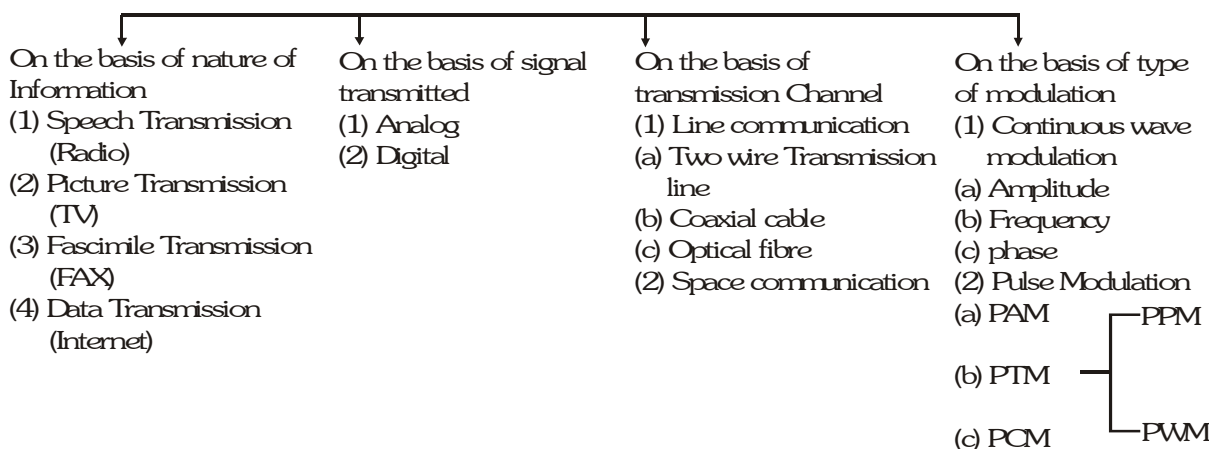 On the basis of nature of
Information
(1) Speech Transmission
(Radio)
(2) Picture Transmission
(TV)
(3) Fascimile Transmission
(FAX)
(4) Data Transmission
(Internet)
On the basis of signal
transmitted
(1) Analog
(2) Digital
On the basis of
transmission Channel
(1) Line communication
(a) Two wire Transmission
line
(b) Coaxial cable
(c) Optical fibre
(2) Space communication
On the basis of type
of modulation
(1) Continuous wave
modulation
(a) Amplitude
(b) Frequency
(c) phase
(2) Pulse Modulation
(a) PAM
(b) PTM
PPM
PWM
(c) PCM